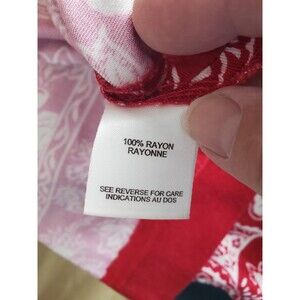 100% RAYON
RAYONNE
SEE REVERSE FOR CARE
INDICATIONS AU DOS